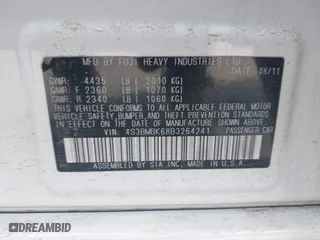 MFD BY FUJI HEAVY INDUSTRIES LTD.
DATE: 08/11
GVWR: 4435 LB ( 2010 KG)
GAWR: F 2360 LB ( 1070 KG)
GAWR: R 2340 LB ( 1060 KG)
THIS VEHICLE CONFORMS TO ALL APPLICABLE FEDERAL MOTOR
VEHICLE SAFETY, BUMPER, AND THEFT PREVENTION STANDARDS
IN EFFECT ON THE DATE OF MANUFACTURE SHOWN ABOVE.
VIN: 4S3BMBK68B3264241
PASSENGER CAR
ASSEMBLED BY SIA, INC. MADE IN U.S.A.
© carfast.express